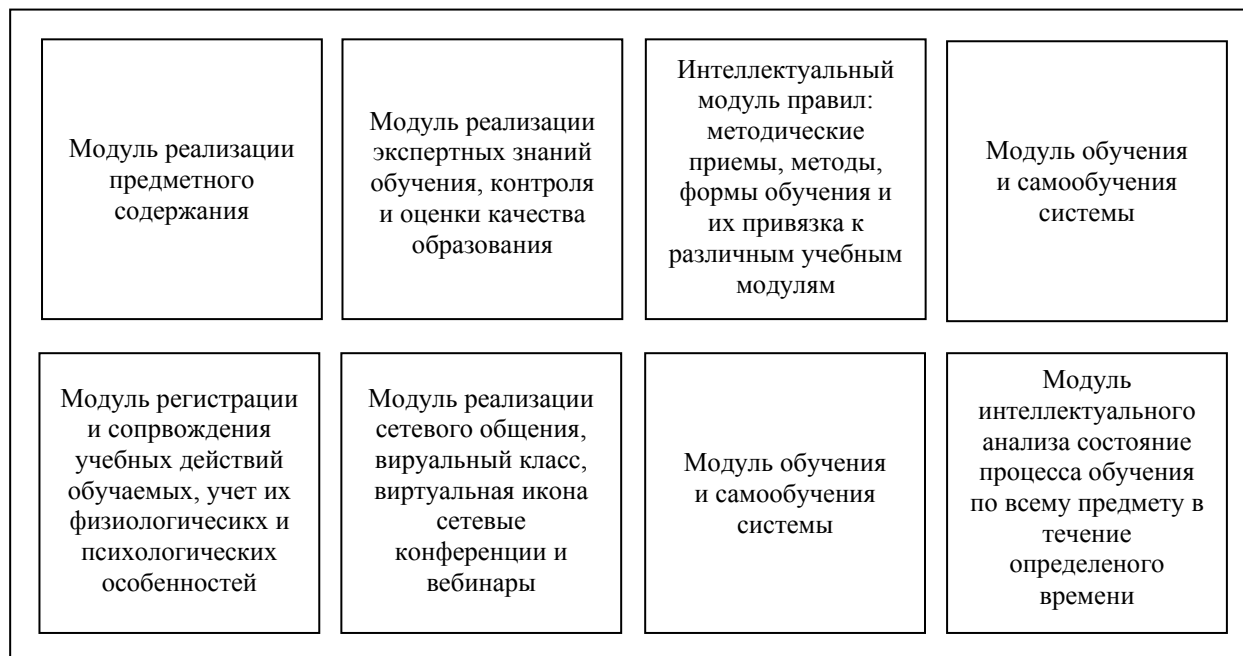 Модуль реализации
предметного
содержания
Модуль реализации
экспертных знаний
обучения, контроля
и оценки качества
образования
Интеллектуальный
модуль правил:
методические
приемы, методы,
формы обучения и
их привязка к
различным учебным
модулям
Модуль обучения
и самообучения
системы
Модуль регистрации
и сопрвождения
учебных действий
обучаемых, учет их
физиологичесикх и
психологических
особенностей
Модуль реализации
сетевого общения,
вируальный класс,
виртуальная икона
сетевые
конференции и
вебинары
Модуль обучения
и самообучения
системы
Модуль
интеллектуального
анализа состояние
процесса обучения
по всему предмету в
течение
определеного
времени